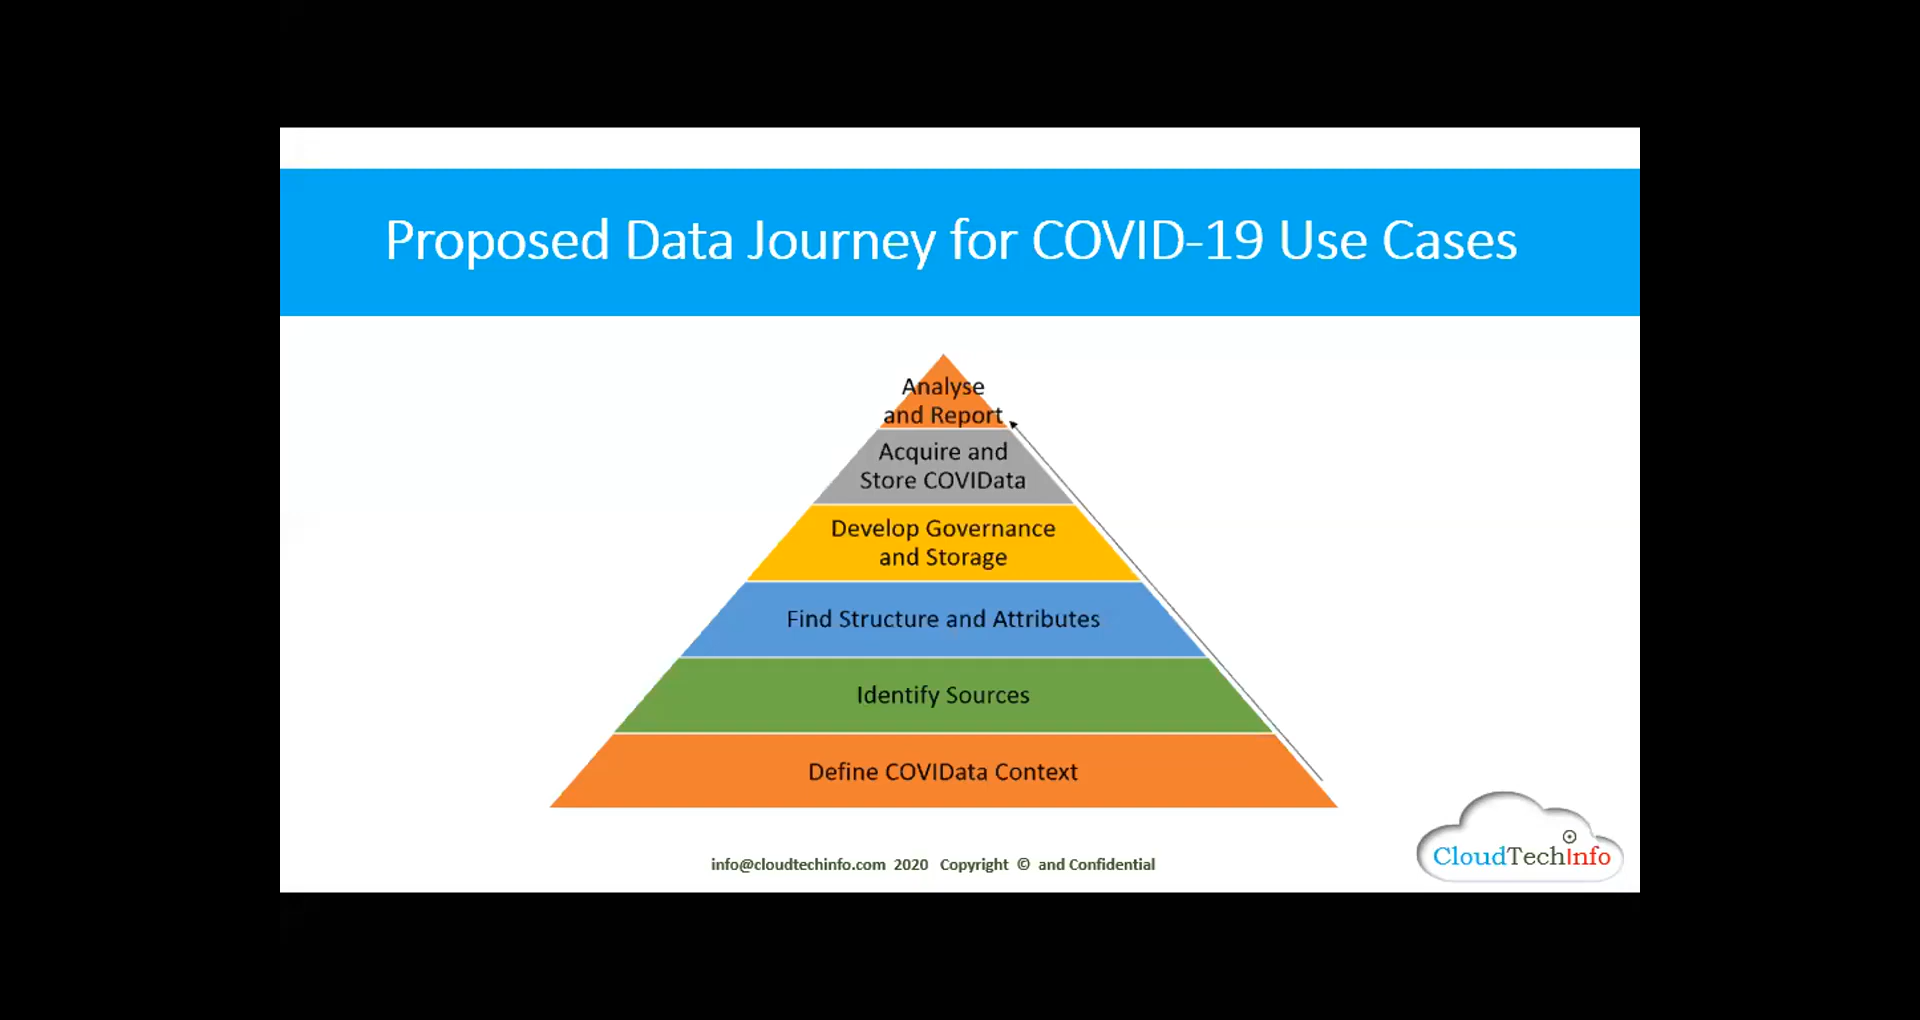 Proposed Data Journey for COVID-19 Use Cases
Analyse
and Report
Acquire and
Store COVIData
Develop Governance
and Storage
Find Structure and Attributes
Identify Sources
Define COVIData Context
info@cloudtechinfo.com 2020 Copyright © and Confidential
CloudTechInfo